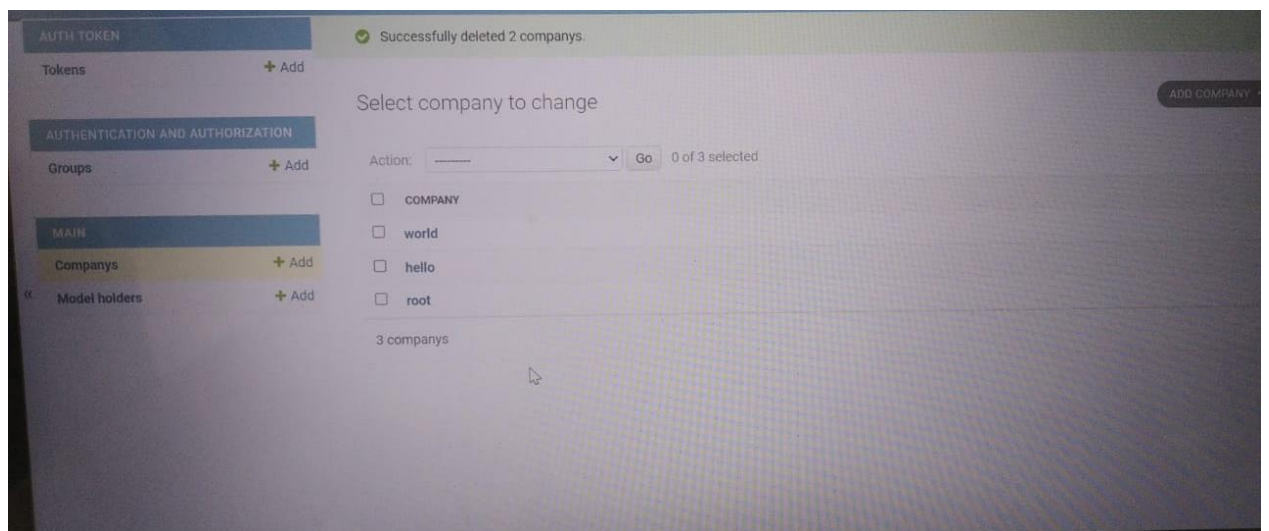 AUTH TOKEN
Tokens + Add
AUTHENTICATION AND AUTHORIZATION
Groups + Add
MAIN
Companys + Add
« Model holders + Add
Successfully deleted 2 companys.
Select company to change
ADD COMPANY
Action: --------- Go 0 of 3 selected
COMPANY
world
hello
root
3 companys